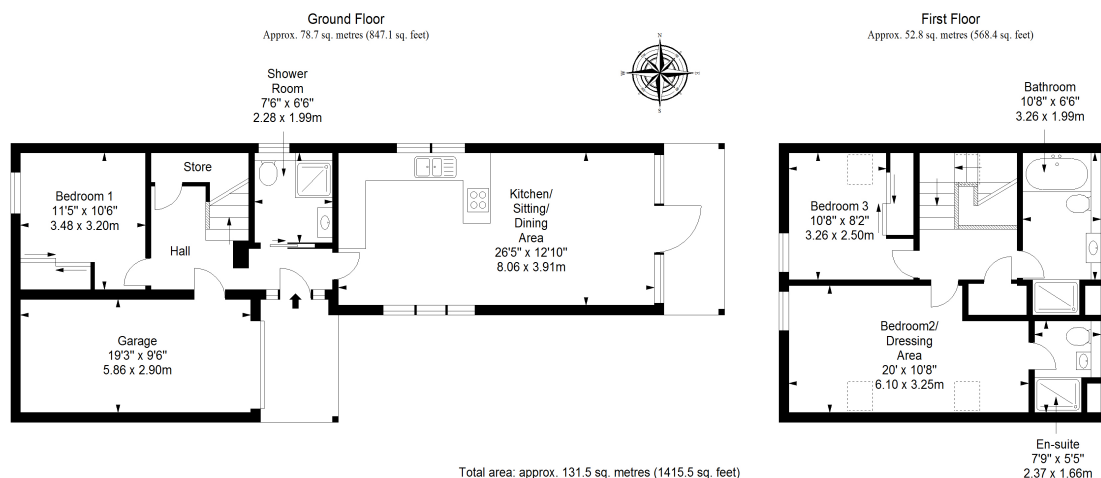 Ground Floor
Approx. 78.7 sq. metres (847.1 sq. feet)
First Floor
Approx. 52.8 sq. metres (568.4 sq. feet)
N
W
E
S
Shower
Room
7'6" x 6'6"
2.28 x 1.99m
Store
Bedroom 1
11'5" x 10'6"
3.48 x 3.20m
Hall
Kitchen/
Sitting/
Dining
Area
26'5" x 12'10"
8.06 x 3.91m
Garage
19'3" x 9'6"
5.86 x 2.90m
Bathroom
10'8" x 6'6"
3.26 x 1.99m
Bedroom 3
10'8" x 8'2"
3.26 x 2.50m
Bedroom2/
Dressing
Area
20' x 10'8"
6.10 x 3.25m
En-suite
7'9" x 5'5"
2.37 x 1.66m
Total area: approx. 131.5 sq. metres (1415.5 sq. feet)